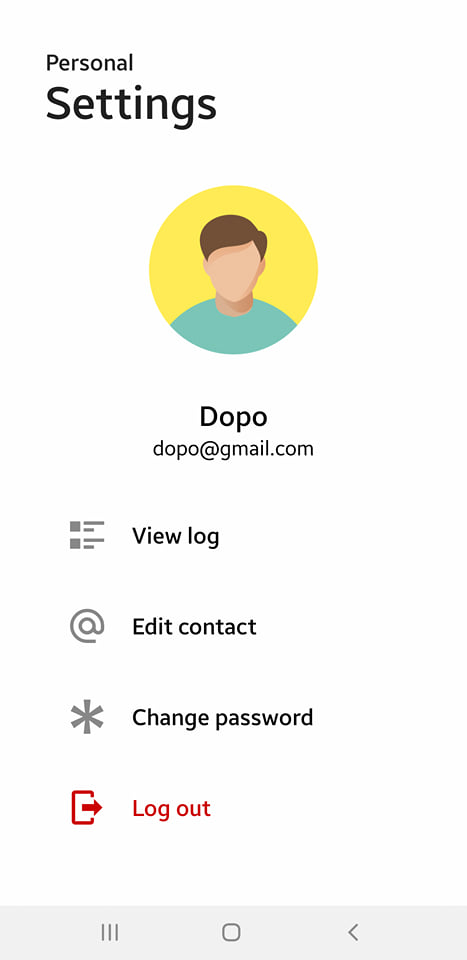 Personal
Settings
Dopo
dopo@gmail.com
View log
Edit contact
Change password
Log out